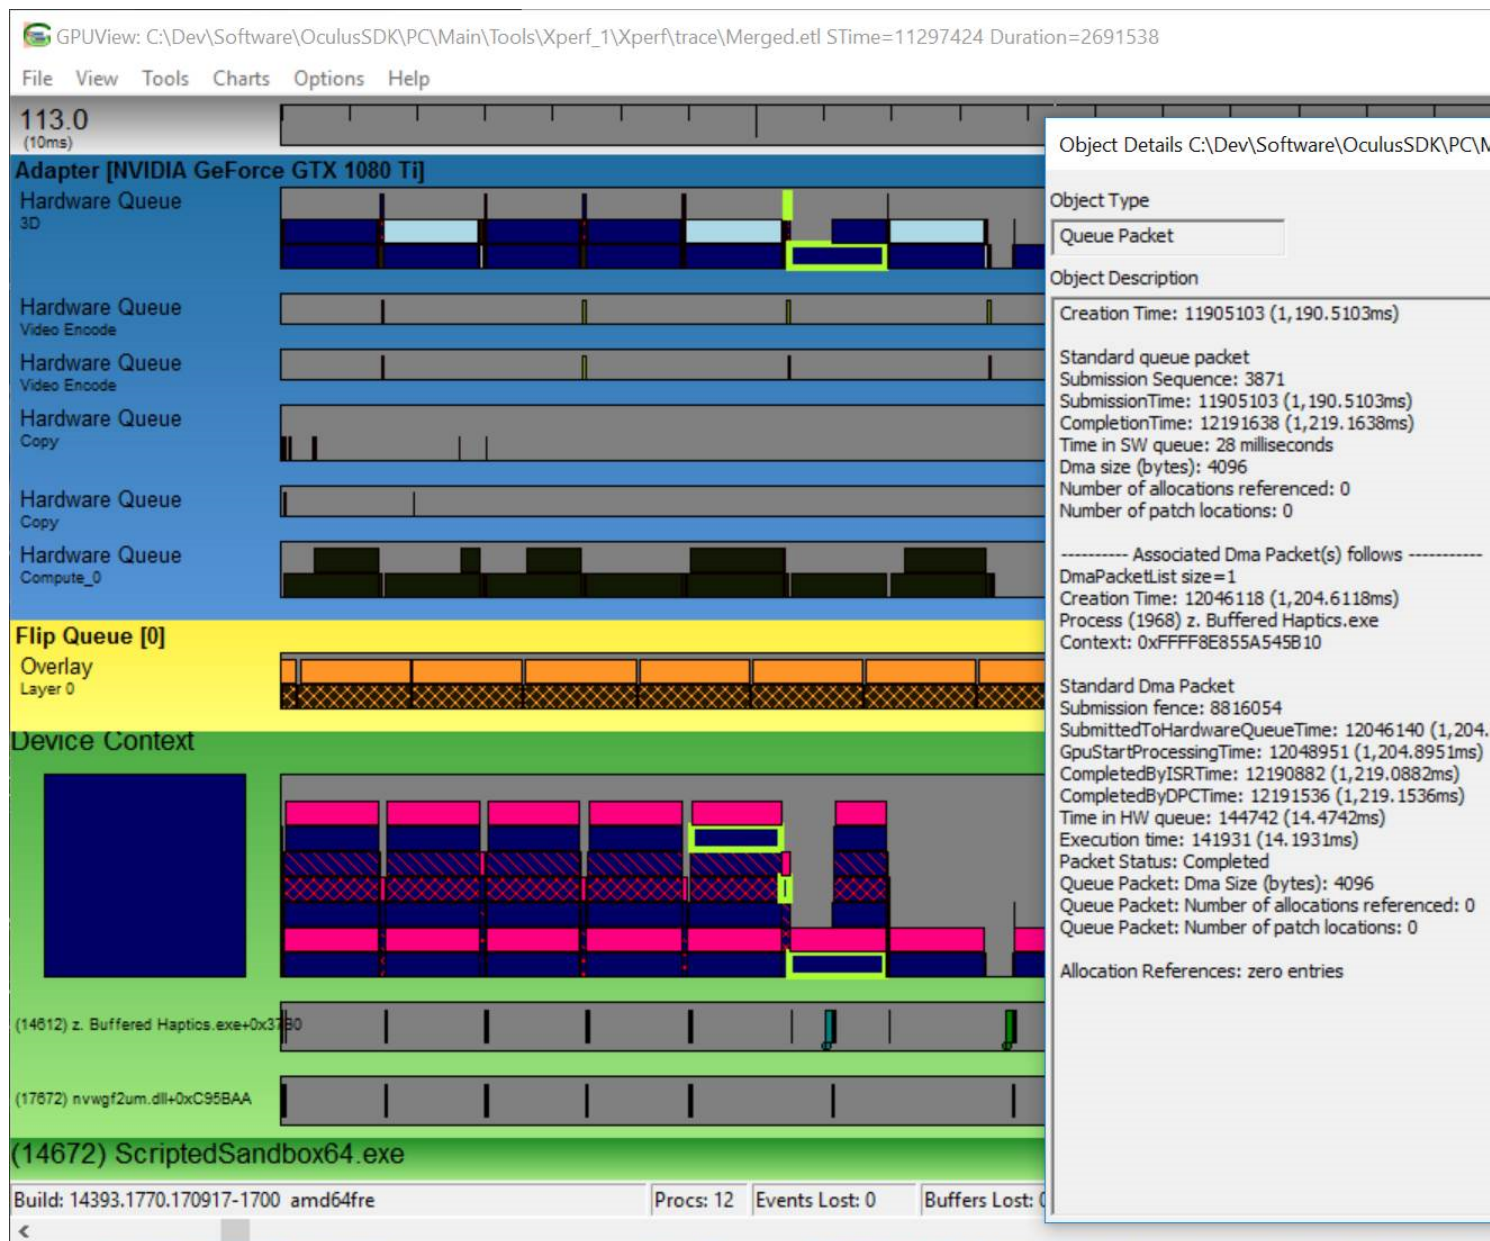 GPUView: C:\Dev\Software\OculusSDK\PC\Main\Tools\Xperf_1\Xperf\trace\Merged.etl STime=11297424 Duration=2691538
File View Tools Charts Options Help
113.0
(10ms)
Adapter [NVIDIA GeForce GTX 1080 Ti]
Hardware Queue
3D
Hardware Queue
Video Encode
Hardware Queue
Video Encode
Hardware Queue
Copy
Hardware Queue
Copy
Hardware Queue
Compute_0
Flip Queue [0]
Overlay
Layer 0
Device Context
(14612) z. Buffered Haptics.exe+0x37B0
(17672) nvwgf2um.dll+0xC95BAA
(14672) ScriptedSandbox64.exe
Build: 14393.1770.170917-1700 amd64fre
Procs: 12
Events Lost: 0
Buffers Lost: 0
Object Details C:\Dev\Software\OculusSDK\PC\M
Object Type
Queue Packet
Object Description
Creation Time: 11905103 (1,190.5103ms)
Standard queue packet
Submission Sequence: 3871
SubmissionTime: 11905103 (1,190.5103ms)
CompletionTime: 12191638 (1,219.1638ms)
Time in SW queue: 28 milliseconds
Dma size (bytes): 4096
Number of allocations referenced: 0
Number of patch locations: 0
---------- Associated Dma Packet(s) follows -----------
DmaPacketList size=1
Creation Time: 12046118 (1,204.6118ms)
Process (1968) z. Buffered Haptics.exe
Context: 0xFFFF8E855A545B10
Standard Dma Packet
Submission fence: 8816054
SubmittedToHardwareQueueTime: 12046140 (1,204.
GpuStartProcessingTime: 12048951 (1,204.8951ms)
CompletedByISRTime: 12190882 (1,219.0882ms)
CompletedByDPCTime: 12191536 (1,219.1536ms)
Time in HW queue: 144742 (14.4742ms)
Execution time: 141931 (14.1931ms)
Packet Status: Completed
Queue Packet: Dma Size (bytes): 4096
Queue Packet: Number of allocations referenced: 0
Queue Packet: Number of patch locations: 0
Allocation References: zero entries